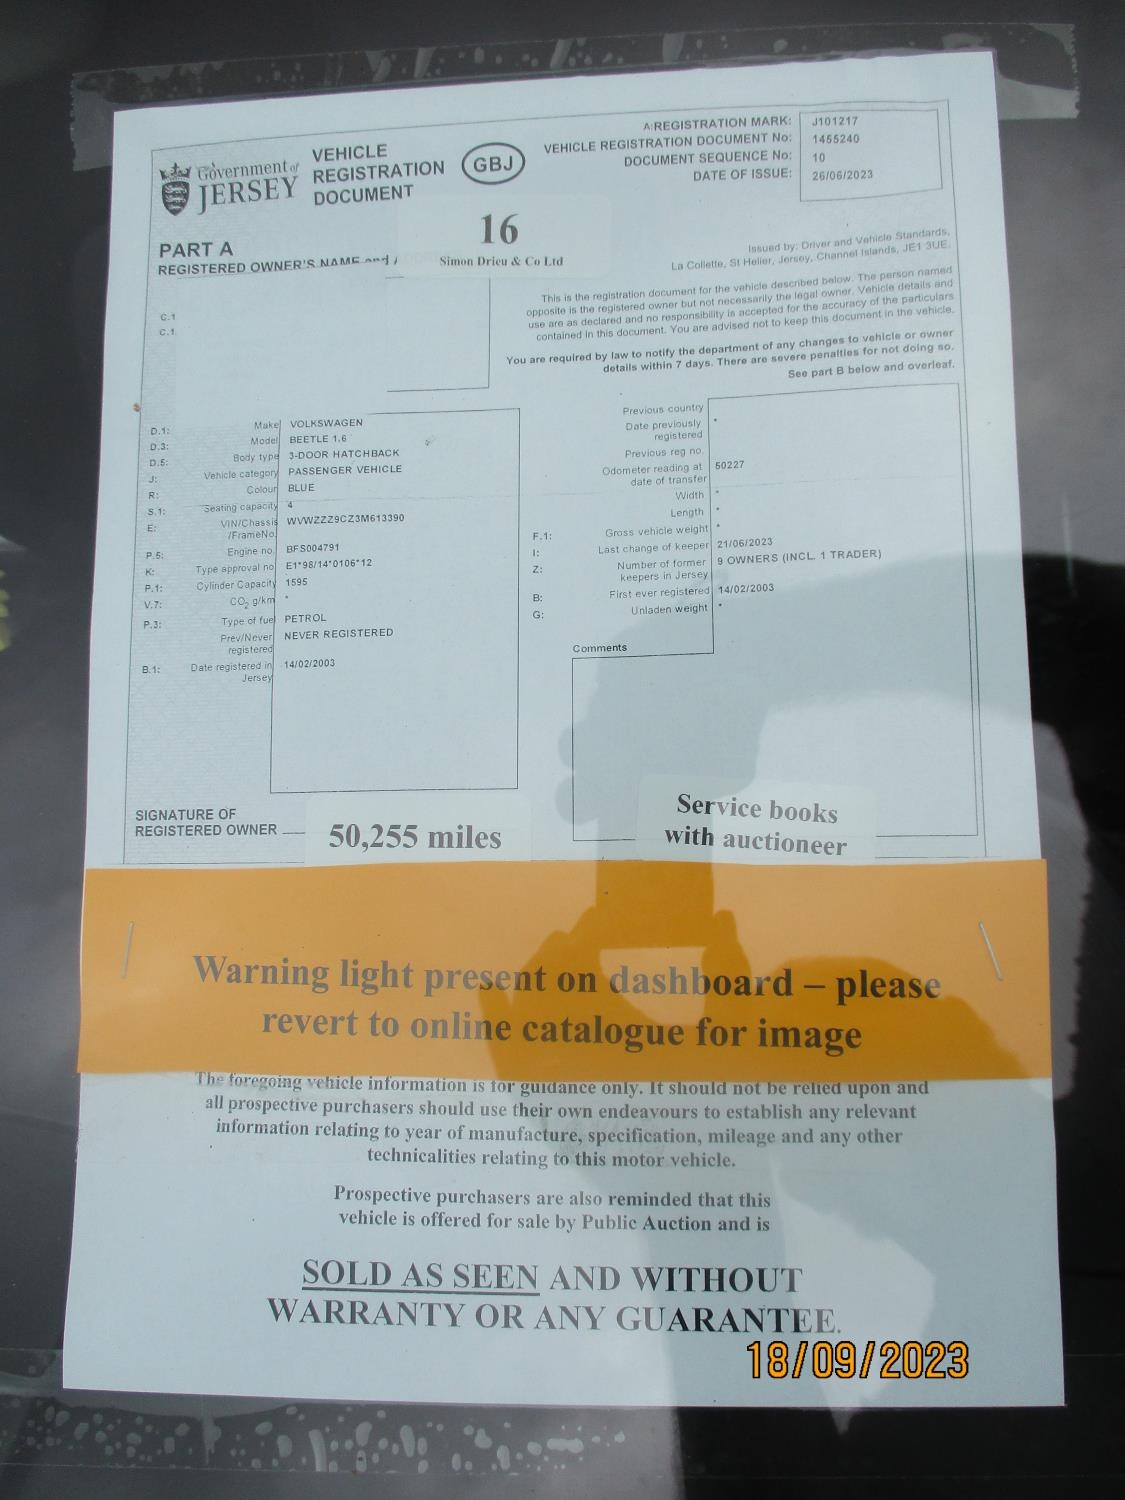 Government of
JERSEY
VEHICLE
REGISTRATION
DOCUMENT
GBJ
A: REGISTRATION MARK: J101217
VEHICLE REGISTRATION DOCUMENT No: 1455240
DOCUMENT SEQUENCE No: 10
DATE OF ISSUE: 26/06/2023
16
Simon Drieu & Co Ltd
PART A
REGISTERED OWNER'S NAME and
Issued by: Driver and Vehicle Standards,
La Collette, St Helier, Jersey, Channel Islands, JE1 3UE.
This is the registration document for the vehicle described below. The person named
opposite is the registered owner but not necessarily the legal owner. Vehicle details and
use are as declared and no responsibility is accepted for the accuracy of the particulars
contained in this document. You are advised not to keep this document in the vehicle.
You are required by law to notify the department of any changes to vehicle or owner
details within 7 days. There are severe penalties for not doing so.
See part B below and overleaf.
C.1
C.1
D.1: Make VOLKSWAGEN
D.3: Model BEETLE 1.6
D.5: Body type 3-DOOR HATCHBACK
J: Vehicle category PASSENGER VEHICLE
R: Colour BLUE
S.1: Seating capacity 4
E: VIN/Chassis WVWZZZ9CZ3M613390
/FrameNo.
P.5: Engine no. BFS004791
K: Type approval no E1*98/14*0106*12
P.1: Cylinder Capacity 1595
V.7: CO2 g/km *
P.3: Type of fuel PETROL
Prev/Never NEVER REGISTERED
registered
B.1: Date registered in 14/02/2003
Jersey
Previous country
Date previously *
registered
Previous reg no.
Odometer reading at 50227
date of transfer
Width *
Length *
F.1: Gross vehicle weight *
I: Last change of keeper 21/06/2023
Z: Number of former 9 OWNERS (INCL. 1 TRADER)
keepers in Jersey
B: First ever registered 14/02/2003
G: Unladen weight *
Comments
SIGNATURE OF
REGISTERED OWNER
50,255 miles
Service books
with auctioneer
Warning light present on dashboard – please
revert to online catalogue for image
The foregoing vehicle information is for guidance only. It should not be relied upon and
all prospective purchasers should use their own endeavours to establish any relevant
information relating to year of manufacture, specification, mileage and any other
technicalities relating to this motor vehicle.
Prospective purchasers are also reminded that this
vehicle is offered for sale by Public Auction and is
SOLD AS SEEN AND WITHOUT
WARRANTY OR ANY GUARANTEE.
18/09/2023